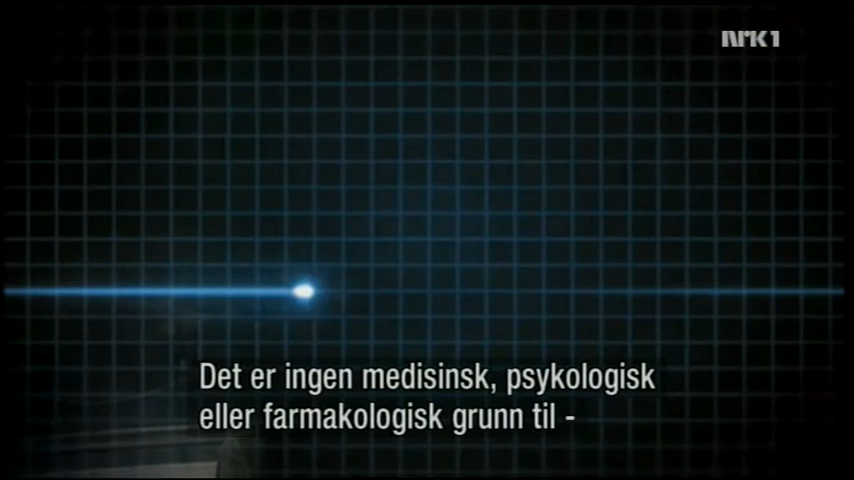 NRK1
Det er ingen medisinsk, psykologisk
eller farmakologisk grunn til -